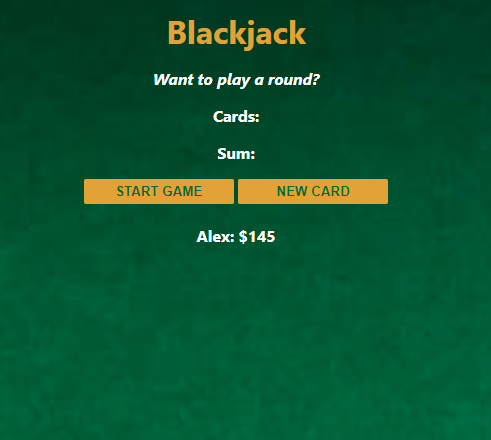 Blackjack
Want to play a round?
Cards:
Sum:
START GAME NEW CARD
Alex: $145